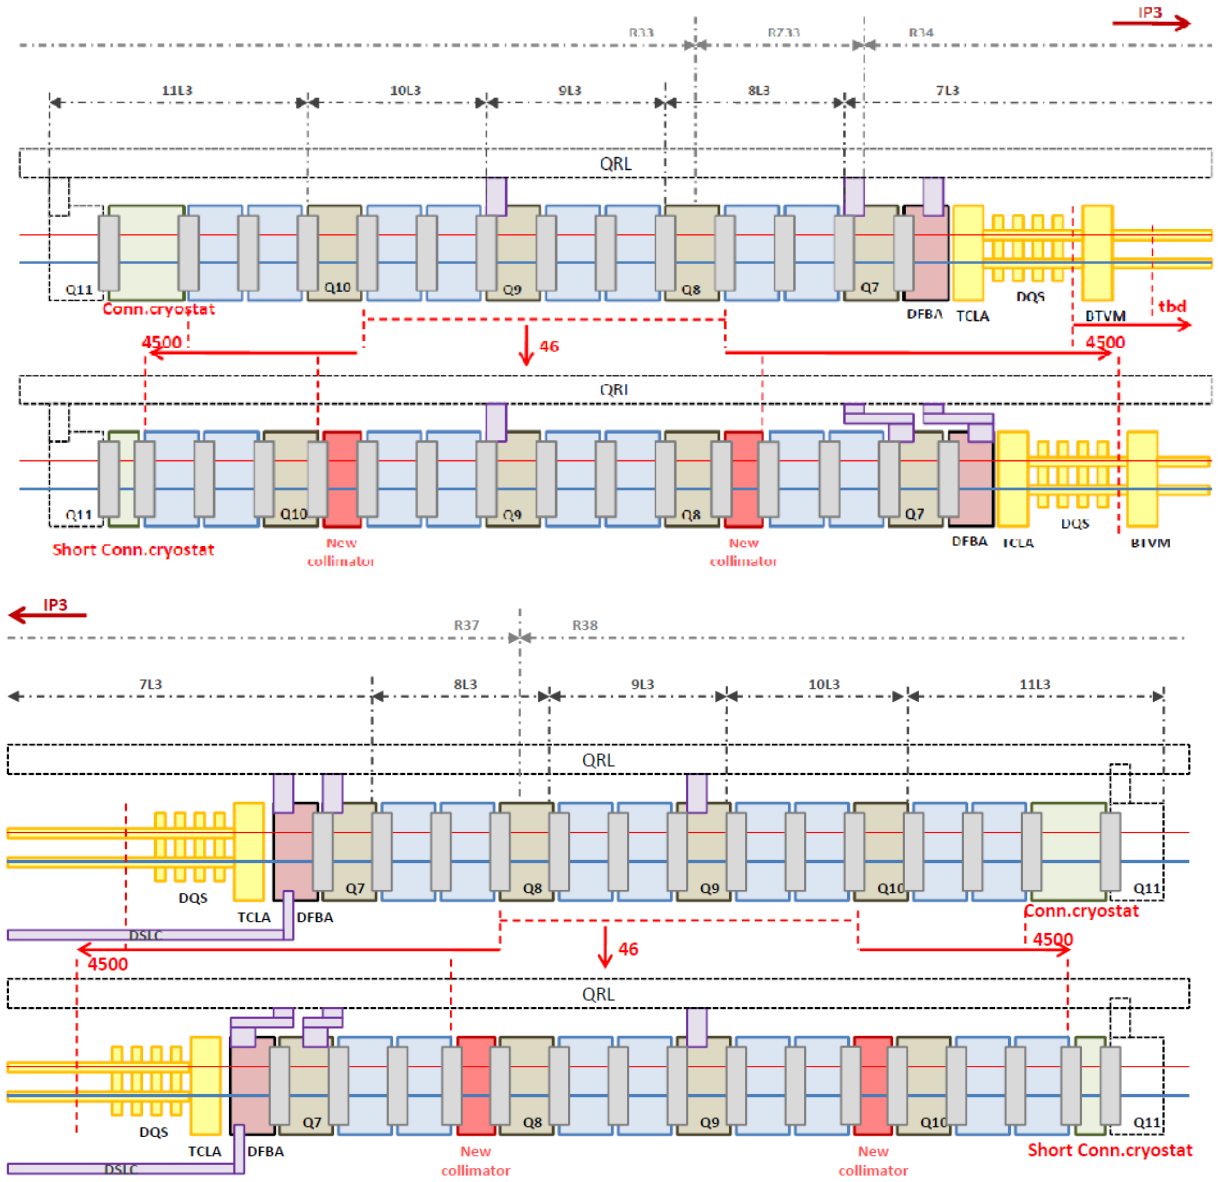 IP3
R33 RZ33 R34
11L3 10L3 9L3 8L3 7L3
QRL
Q11 Q10 Q9 Q8 Q7 DQS
Conn.cryostat DFBA TCLA BTVM tbd
4500 46 4500
QRL
Q11 Q10 Q9 Q8 Q7 DQS
Short Conn.cryostat New collimator New collimator DFBA TCLA BTVM
IP3
R37 R38
7L3 8L3 9L3 10L3 11L3
QRL
DQS Q7 Q8 Q9 Q10 Q11
TCLA DFBA Conn.cryostat
DSLC
4500 46 4500
QRL
DQS Q7 Q8 Q9 Q10 Q11
TCLA DFBA New collimator New collimator Short Conn.cryostat
DSLC